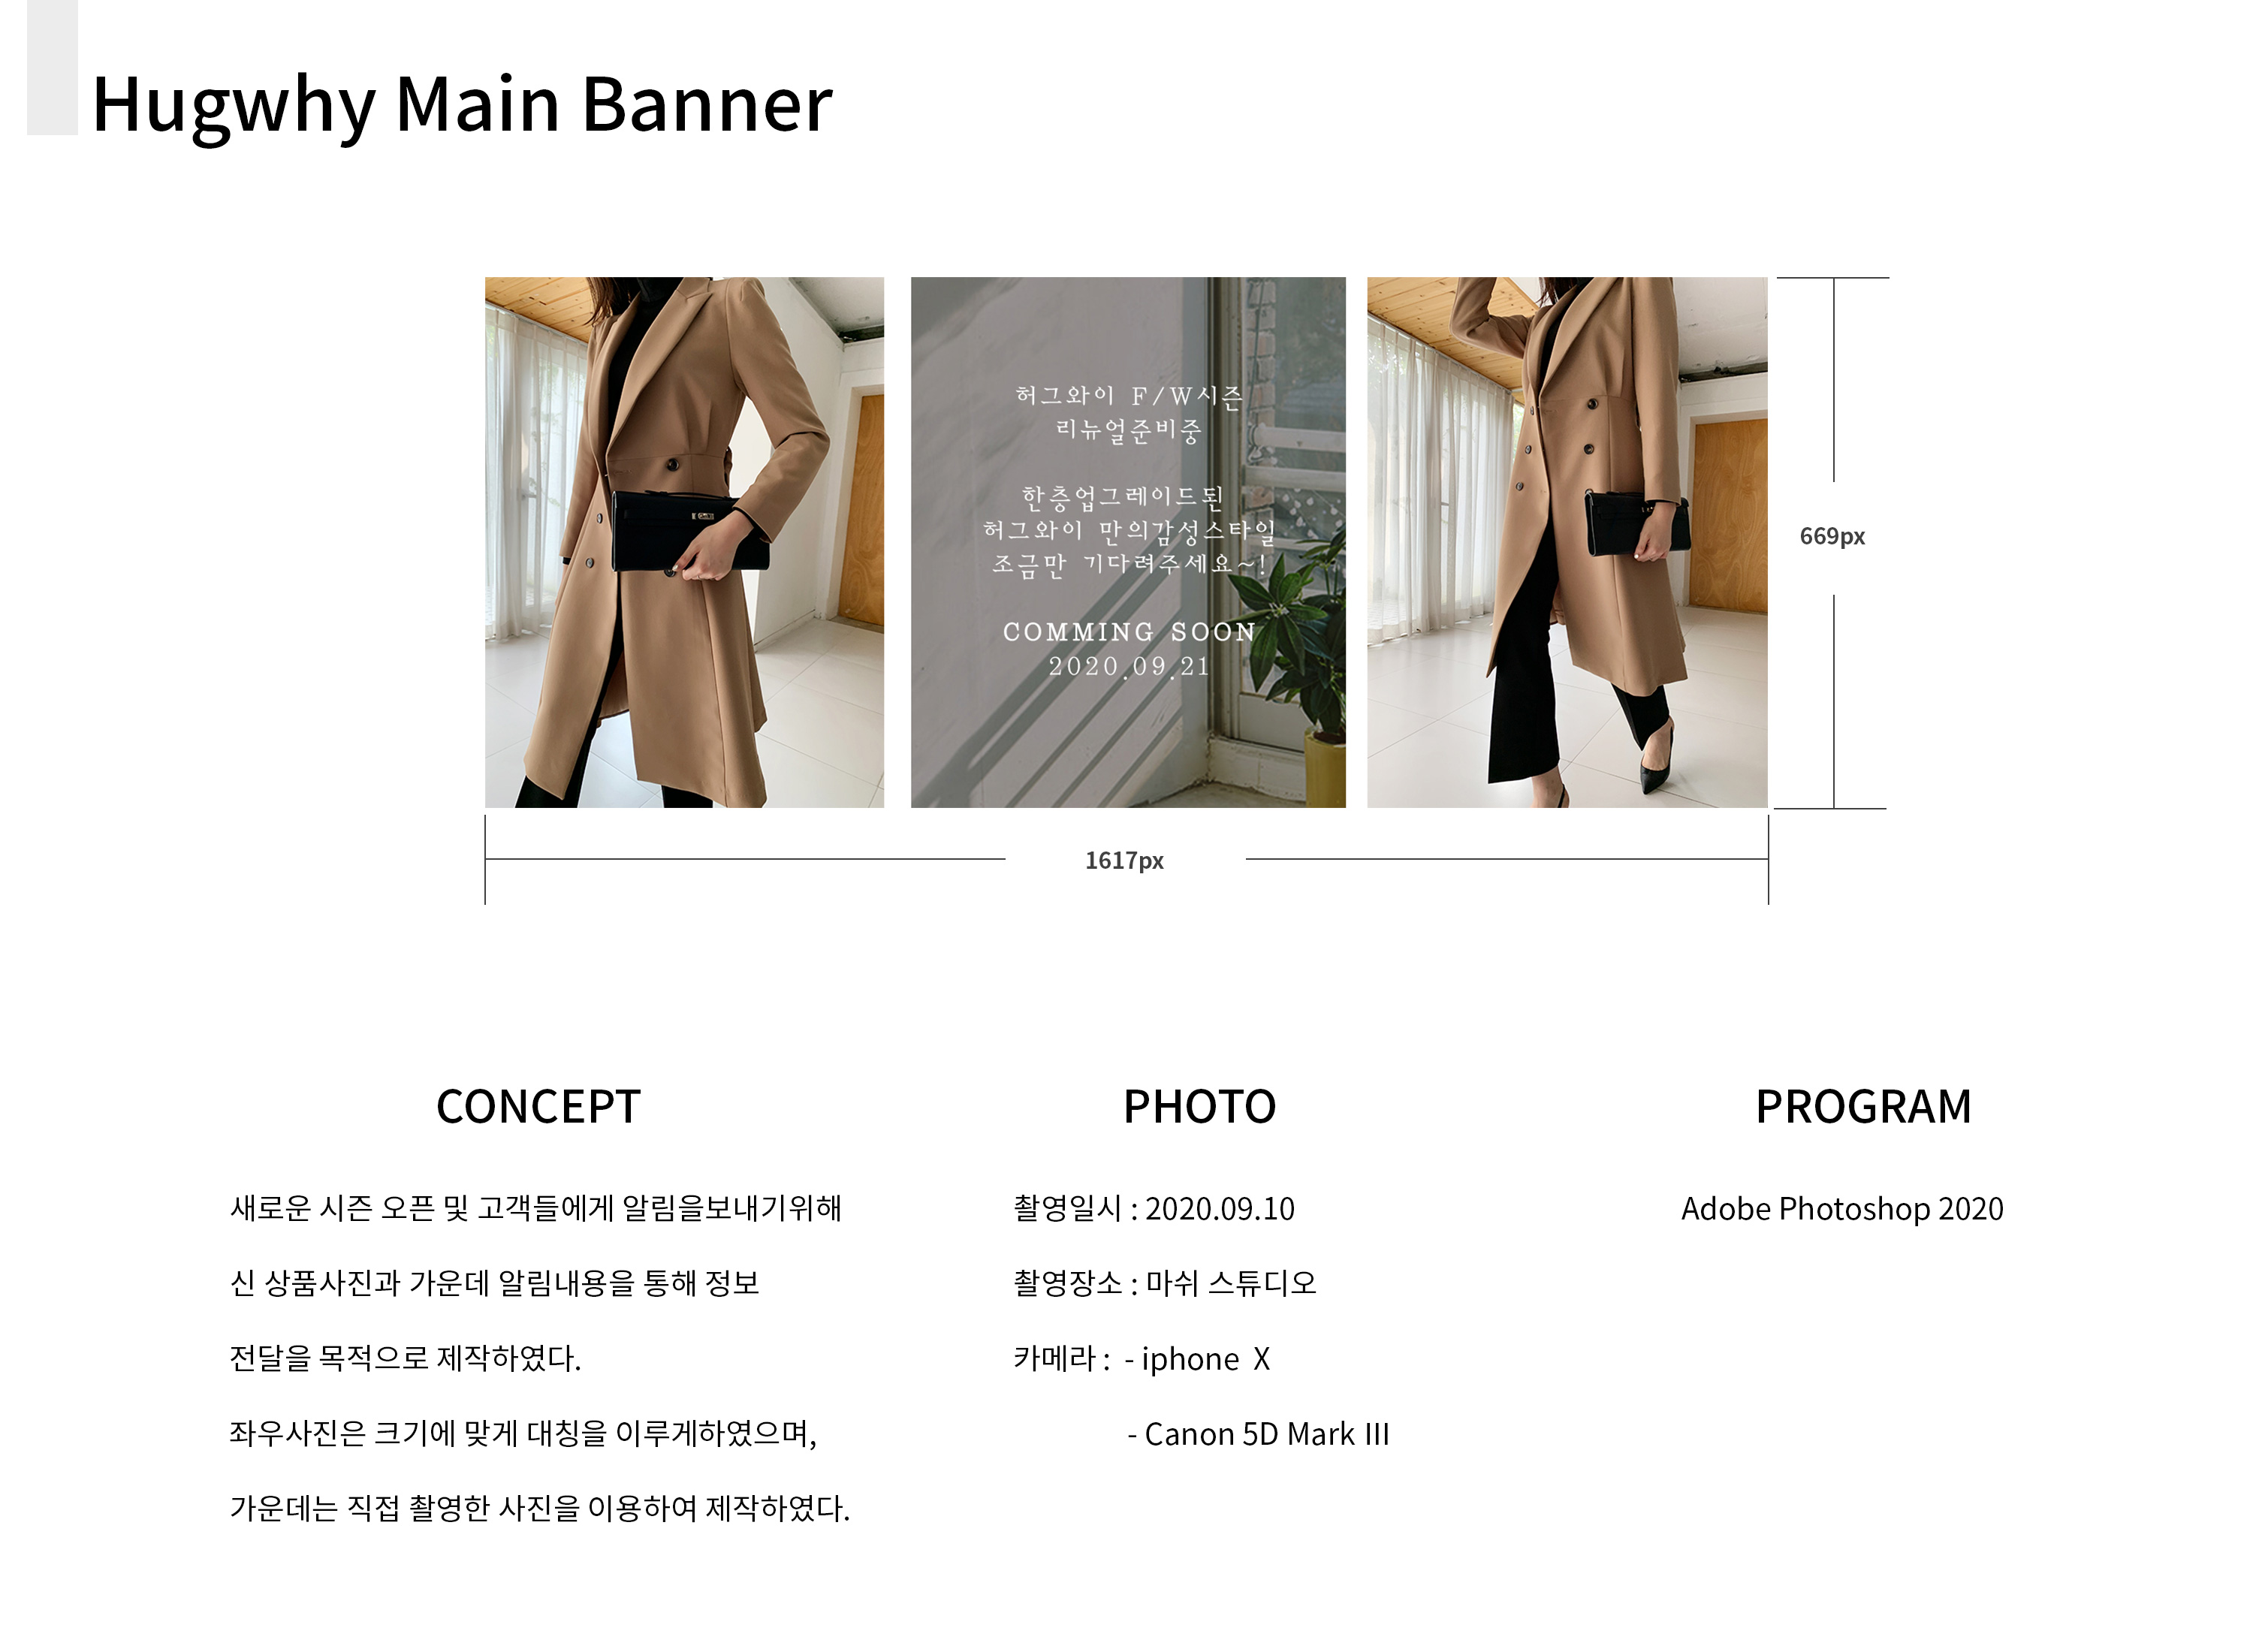 Hugwhy Main Banner
허그와이 F/W시즌
리뉴얼준비중
한층업그레이드된
허그와이 만의감성스타일
조금만 기다려주세요~!
COMMING SOON
2020.09.21
669px
1617px
CONCEPT
새로운 시즌 오픈 및 고객들에게 알림을보내기위해
신 상품사진과 가운데 알림내용을 통해 정보
전달을 목적으로 제작하였다.
좌우사진은 크기에 맞게 대칭을 이루게하였으며,
가운데는 직접 촬영한 사진을 이용하여 제작하였다.
PHOTO
촬영일시 : 2020.09.10
촬영장소 : 마쉬 스튜디오
카메라 : - iphone X
- Canon 5D Mark III
PROGRAM
Adobe Photoshop 2020